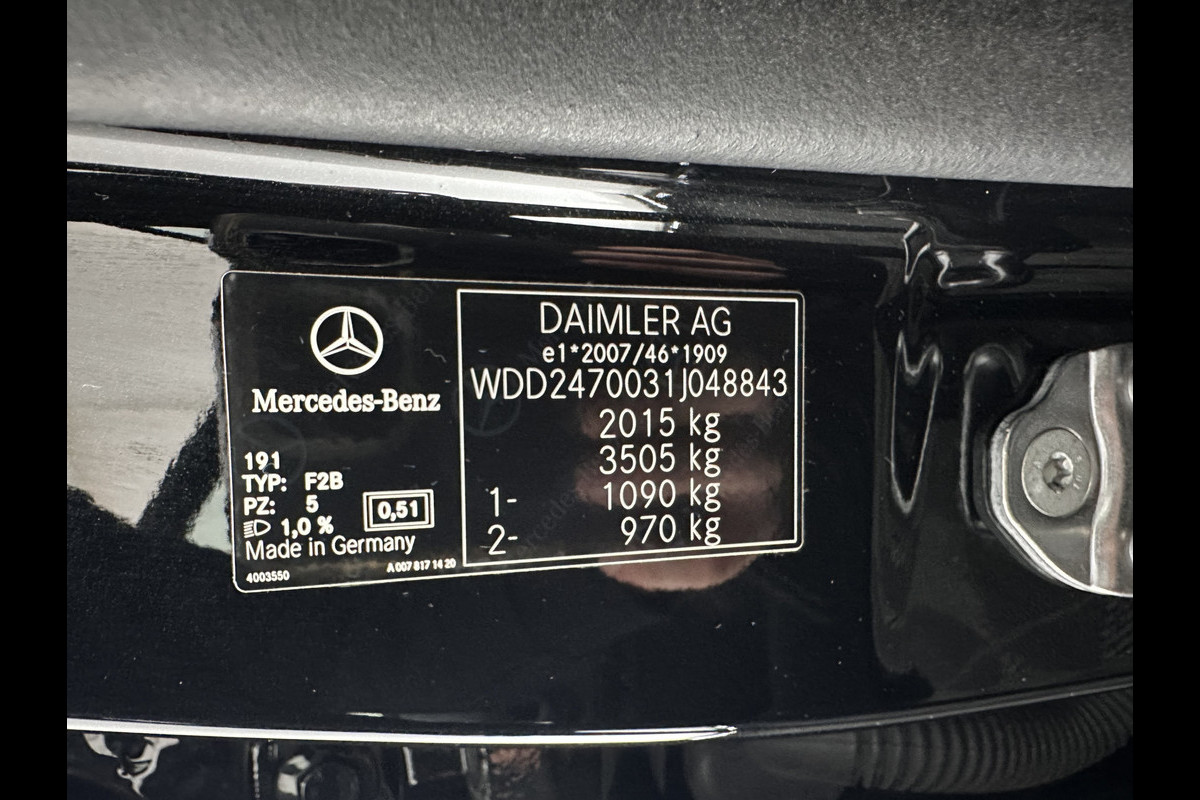 Mercedes-Benz
191
TYP: F2B
PZ: 5
1,0 %
0,51
Made in Germany
4003550
A 007 817 14 20
DAIMLER AG
e1*2007/46*1909
WDD2470031J048843
2015 kg
3505 kg
1- 1090 kg
2- 970 kg